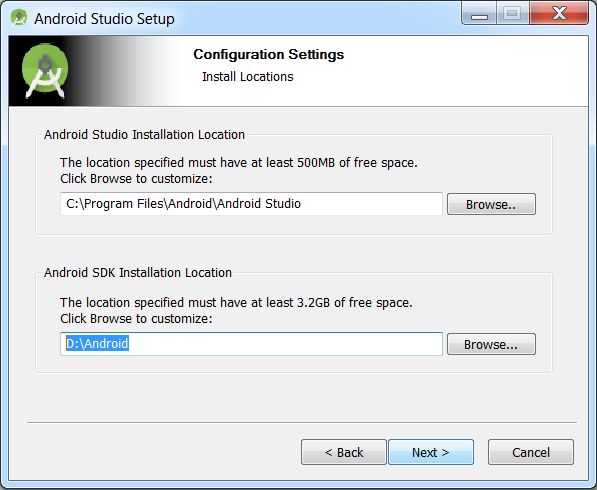 Android Studio Setup
Configuration Settings
Install Locations
Android Studio Installation Location
The location specified must have at least 500MB of free space.
Click Browse to customize:
C:\Program Files\Android\Android Studio
Browse..
Android SDK Installation Location
The location specified must have at least 3.2GB of free space.
Click Browse to customize:
D:\Android
Browse...
< Back
Next >
Cancel